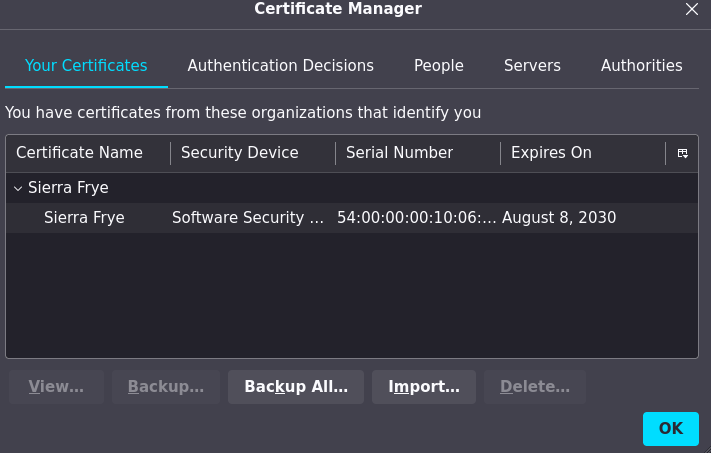 Certificate Manager
Your Certificates Authentication Decisions People Servers Authorities
You have certificates from these organizations that identify you
Certificate Name Security Device Serial Number Expires On
Sierra Frye
Sierra Frye Software Security … 54:00:00:00:10:06:… August 8, 2030
View… Backup… Backup All… Import… Delete…
OK